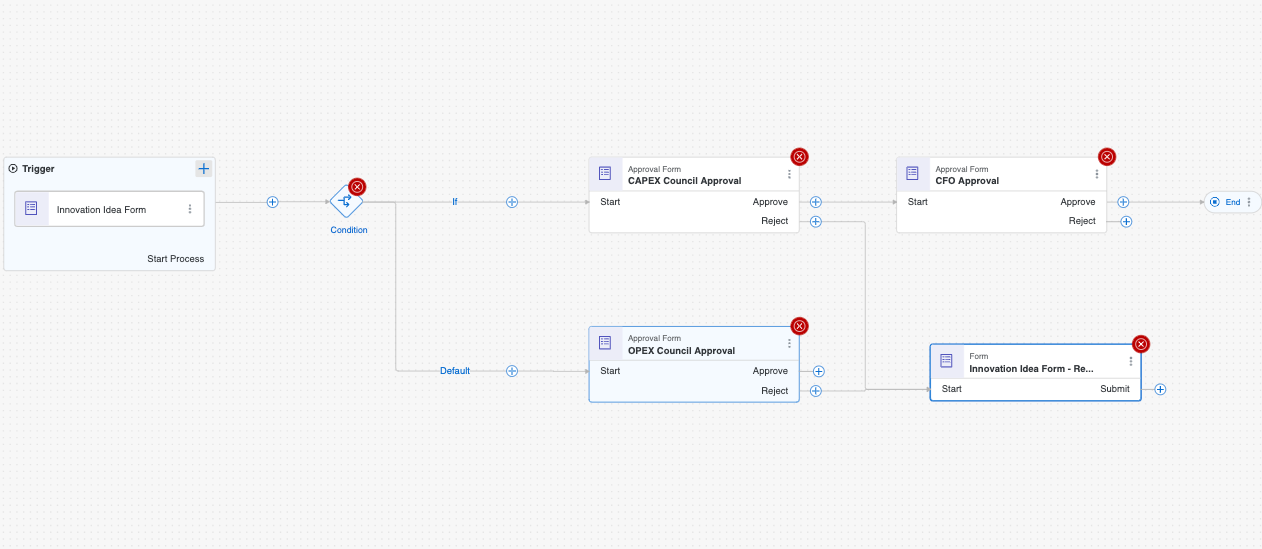 Trigger
Innovation Idea Form
Start Process
Condition
If
Default
Approval Form
CAPEX Council Approval
Start
Approve
Reject
Approval Form
CFO Approval
Start
Approve
Reject
End
Approval Form
OPEX Council Approval
Start
Approve
Reject
Form
Innovation Idea Form - Re...
Start
Submit